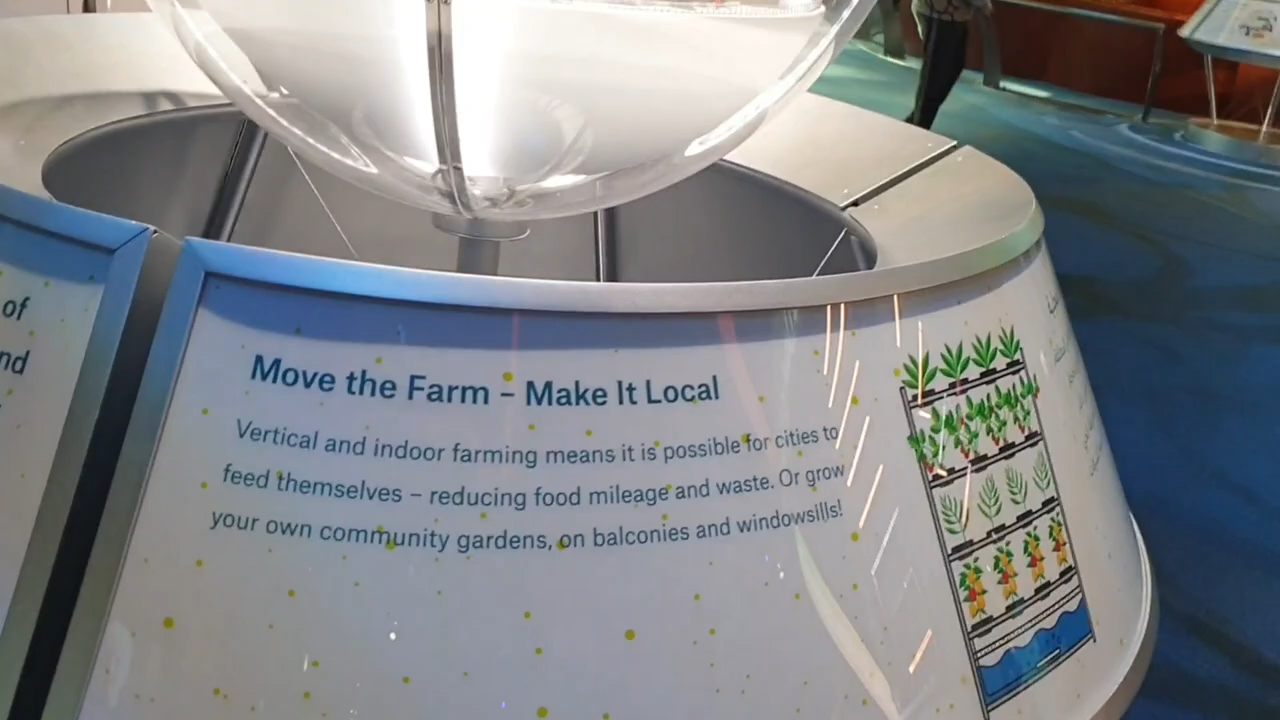 of
nd
Move the Farm – Make It Local
Vertical and indoor farming means it is possible for cities to
feed themselves – reducing food mileage and waste. Or grow
your own community gardens, on balconies and windowsills!